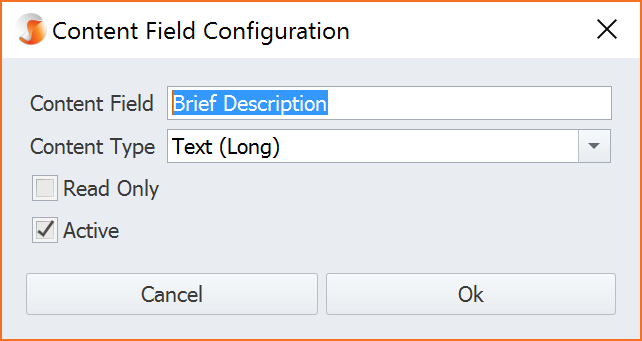 Content Field Configuration
Content Field Brief Description
Content Type Text (Long)
Read Only
Active
Cancel Ok